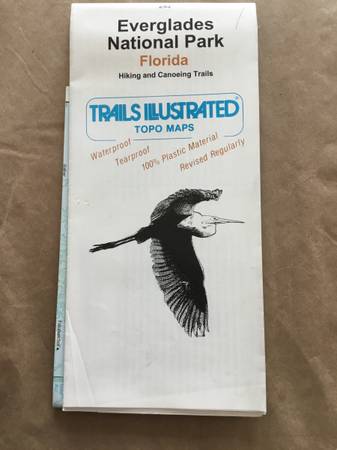 Everglades
National Park
Florida
Hiking and Canoeing Trails
TRAILS ILLUSTRATED®
TOPO MAPS
Waterproof
Tearproof
100% Plastic Material
Revised Regularly